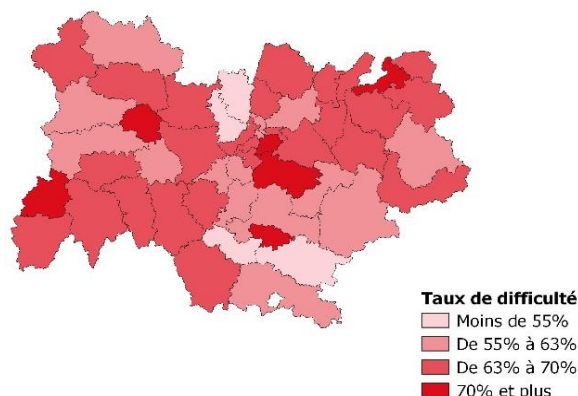 Taux de difficulté
Moins de 55%
De 55% à 63%
De 63% à 70%
70% et plus